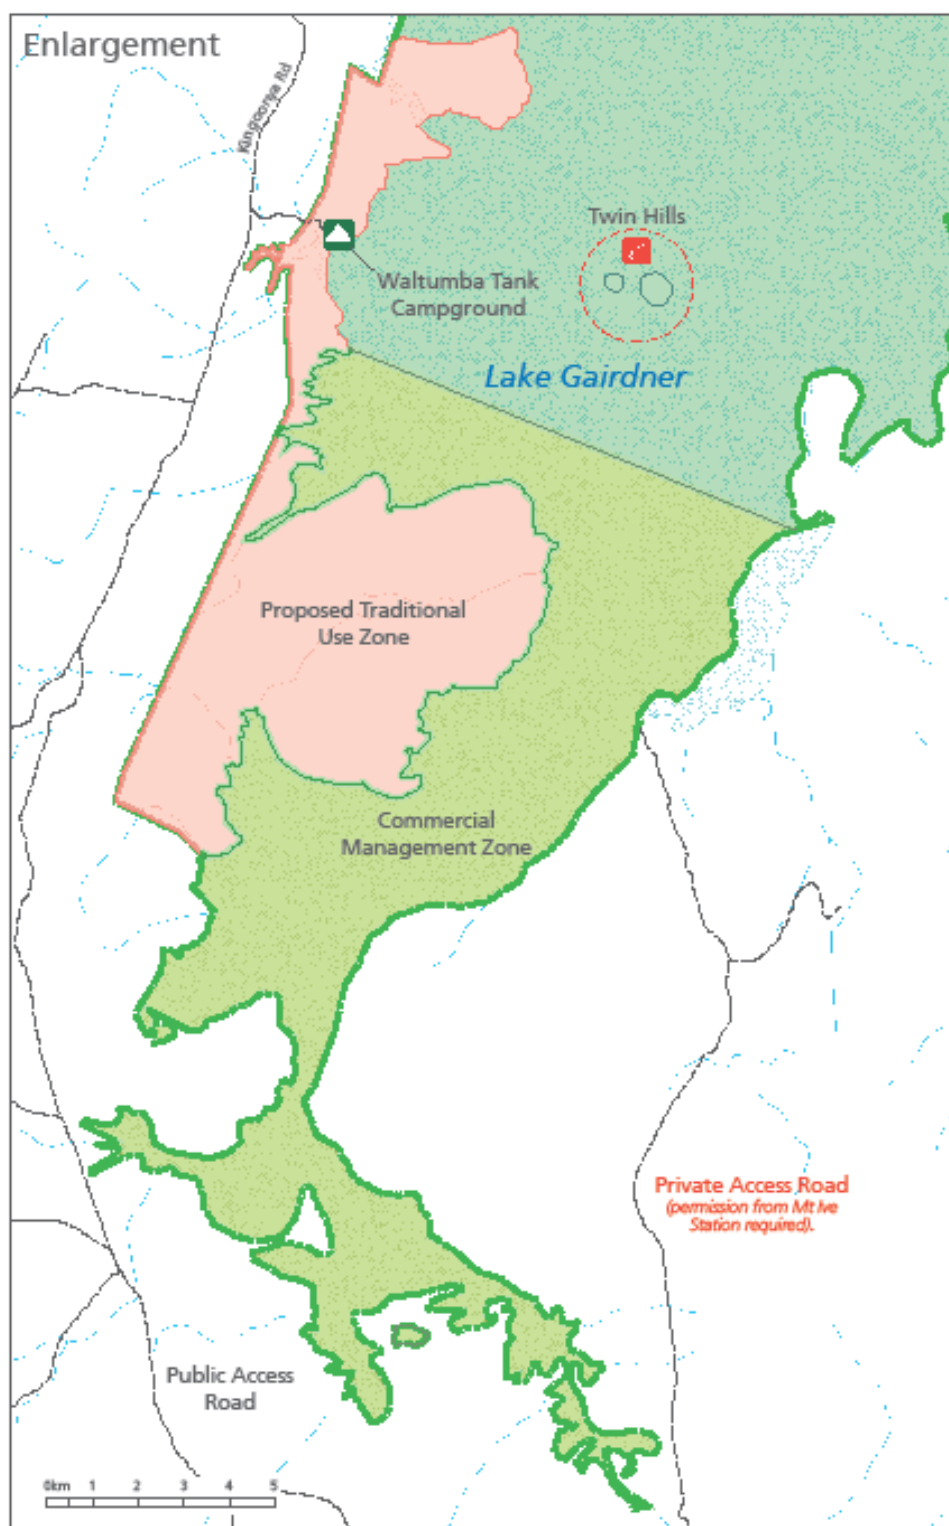 Enlargement
Kingoonya Rd
Twin Hills
Waltumba Tank
Campground
Lake Gairdner
Proposed Traditional
Use Zone
Commercial
Management Zone
Private Access Road
(permission from Mt Ive
Station required).
Public Access
Road
0km 1 2 3 4 5